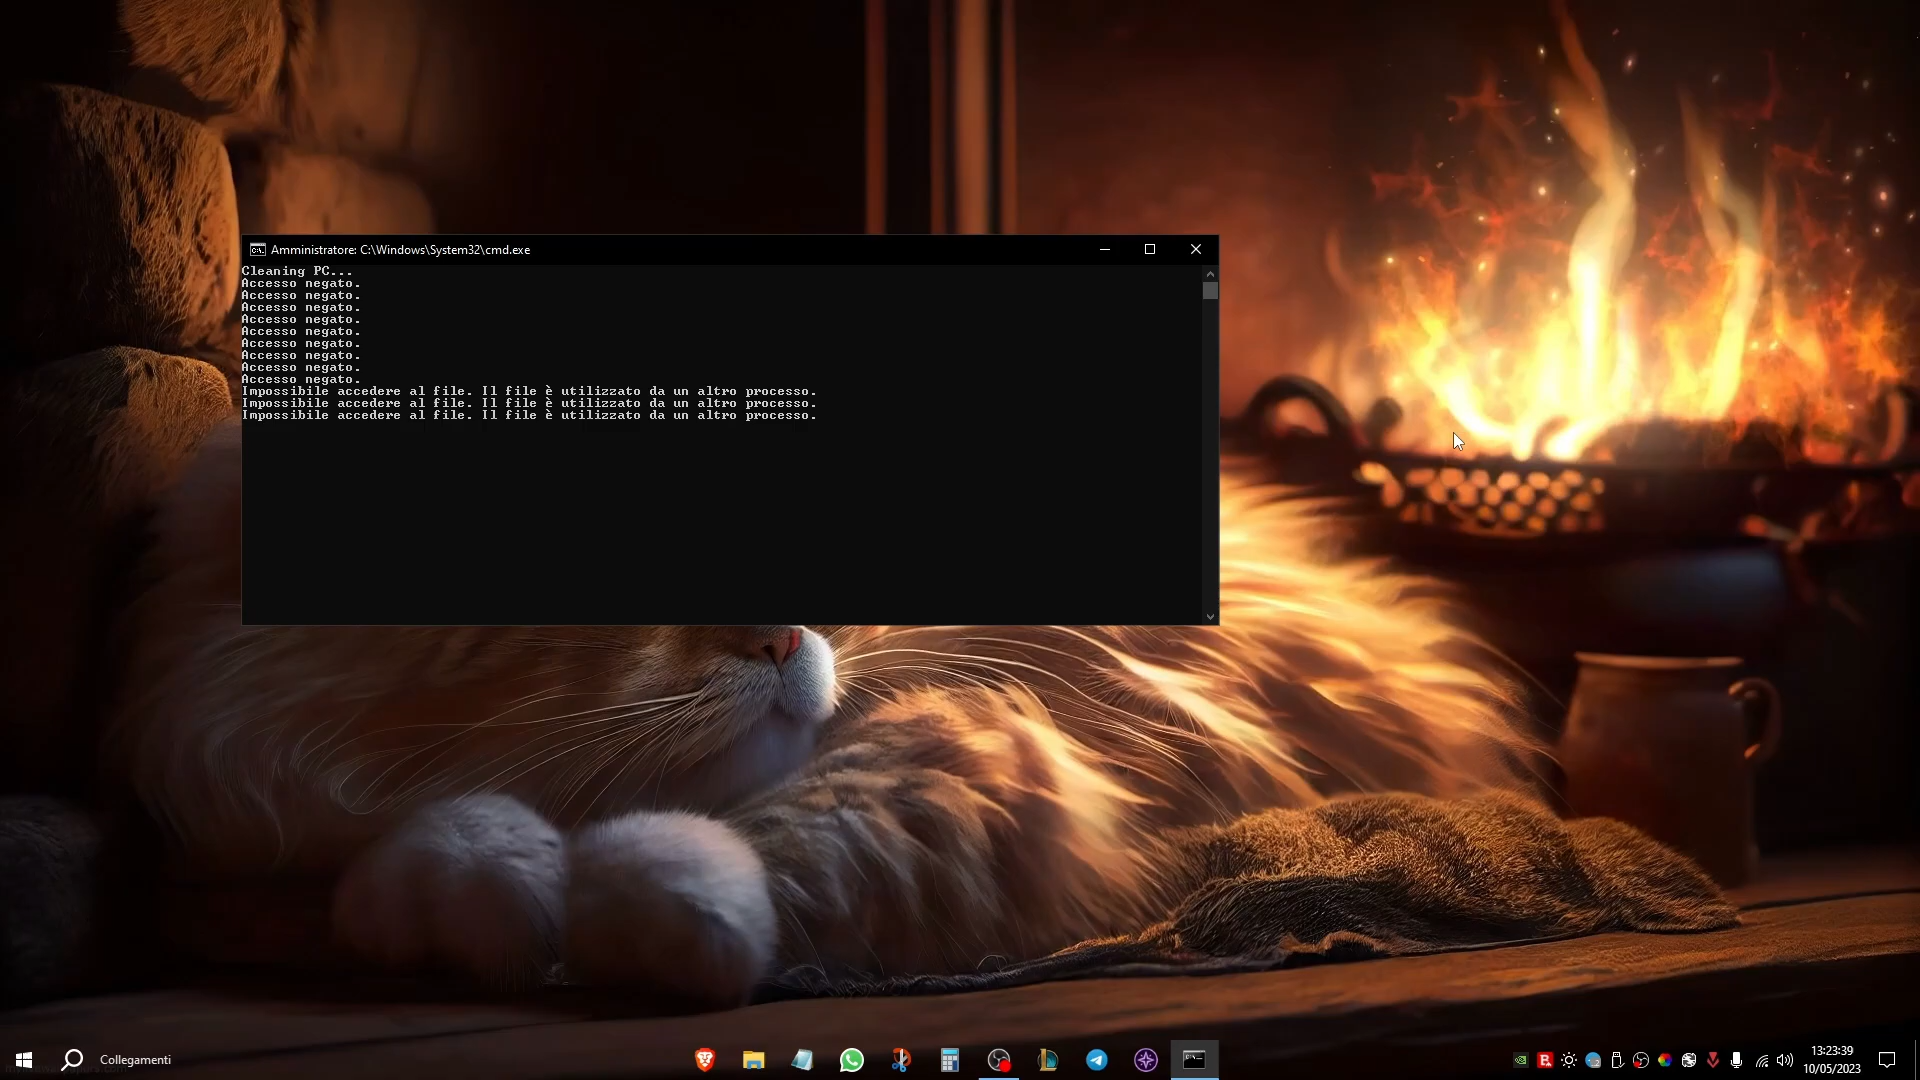 Amministratore: C:\Windows\System32\cmd.exe
Cleaning PC...
Accesso negato.
Accesso negato.
Accesso negato.
Accesso negato.
Accesso negato.
Accesso negato.
Accesso negato.
Accesso negato.
Accesso negato.
Impossibile accedere al file. Il file è utilizzato da un altro processo.
Impossibile accedere al file. Il file è utilizzato da un altro processo.
Impossibile accedere al file. Il file è utilizzato da un altro processo.
Collegamenti
13:23:39
10/05/2023